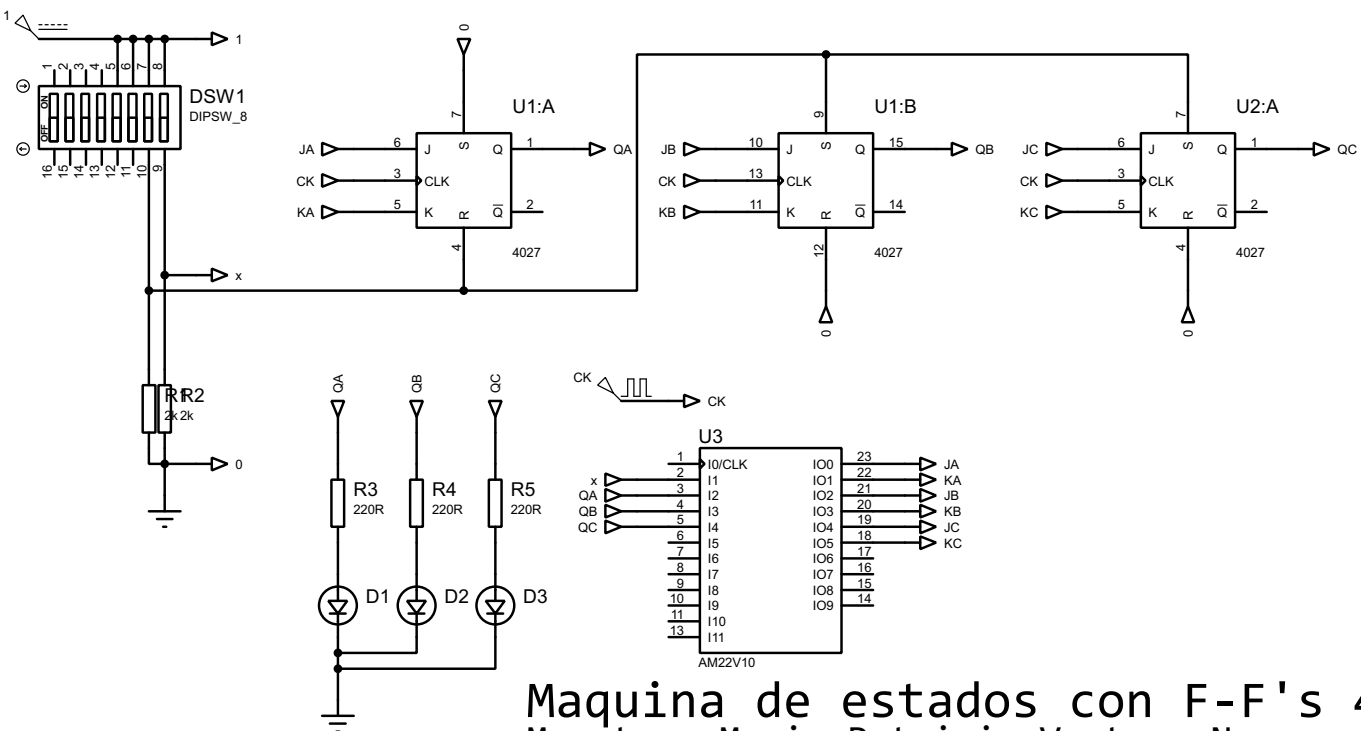 1
1
1 2 3 4 5 6 7 8
ON
OFF
16 15 14 13 12 11 10 9
DSW1
DIPSW_8
x
R1 R2
2k 2k
0
0
U1:A
7
JA 6 J S Q 1 QA
CK 3 CLK
KA 5 K R Q 2
4
4027
U1:B
9
JB 10 J S Q 15 QB
CK 13 CLK
KB 11 K R Q 14
12
4027
0
U2:A
7
JC 6 J S Q 1 QC
CK 3 CLK
KC 5 K R Q 2
4
4027
0
QA QB QC
R3 R4 R5
220R 220R 220R
D1 D2 D3
CK
CK
U3
1 I0/CLK IO0 23 JA
x 2 I1 IO1 22 KA
QA 3 I2 IO2 21 JB
QB 4 I3 IO3 20 KB
QC 5 I4 IO4 19 JC
6 I5 IO5 18 KC
7 I6 IO6 17
8 I7 IO7 16
9 I8 IO8 15
10 I9 IO9 14
11 I10
13 I11
AM22V10
Maquina de estados con F-F's 4